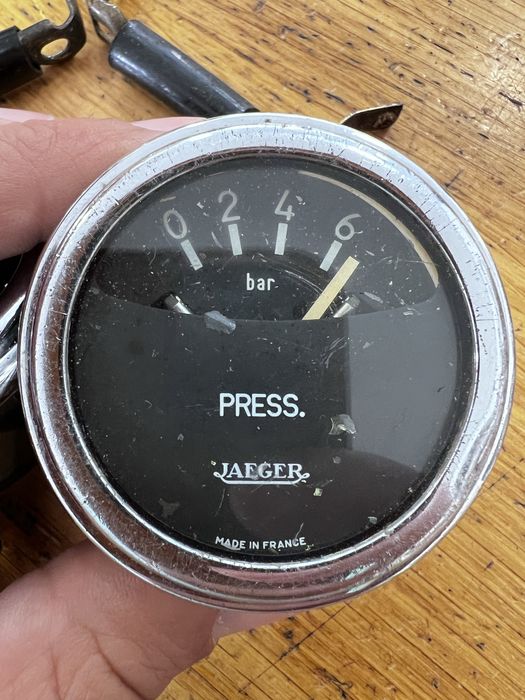 0 2 4 6
bar
PRESS.
JAEGER
MADE IN FRANCE